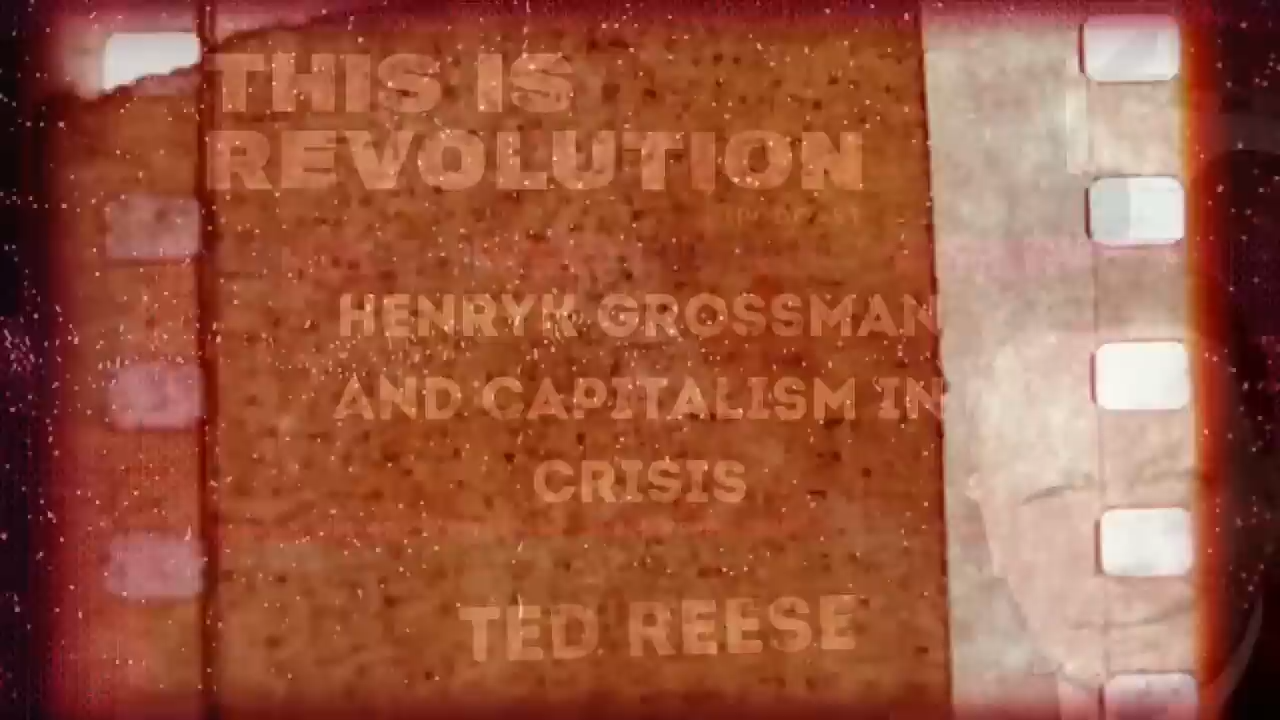 THIS IS
REVOLUTION
HENRYK GROSSMAN
AND CAPITALISM IN
CRISIS
TED REESE